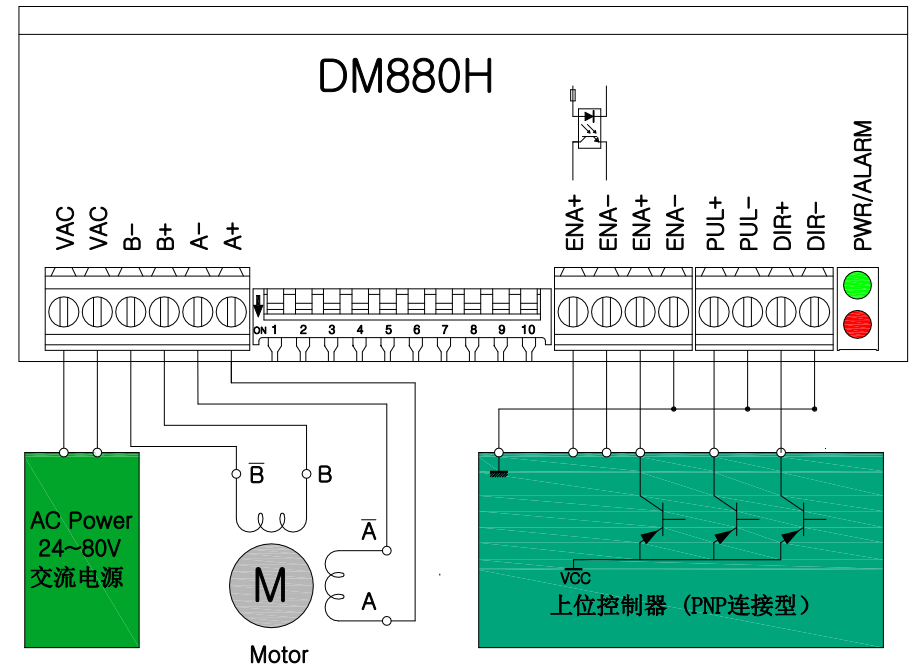 DM880H
VAC
VAC
B-
B+
A-
A+
ENA+
ENA-
ENA+
ENA-
PUL+
PUL-
DIR+
DIR-
PWR/ALARM
ON 1 2 3 4 5 6 7 8 9 10
B̅ B
A̅
A
M
Motor
AC Power
24~80V
交流电源
VCC
上位控制器 (PNP连接型)